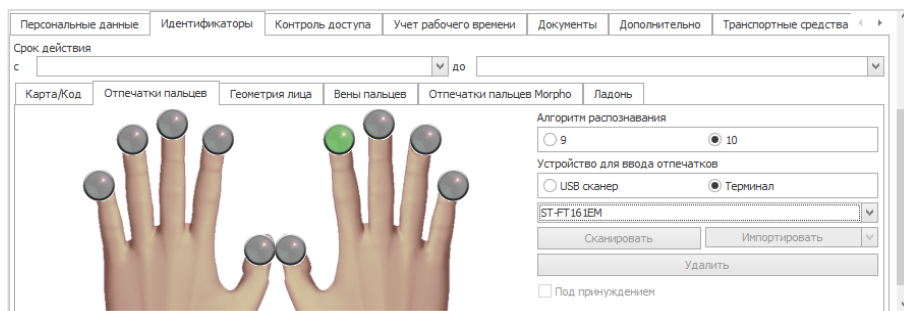 Персональные данные Идентификаторы Контроль доступа Учет рабочего времени Документы Дополнительно Транспортные средства
Срок действия
с до
Карта/Код Отпечатки пальцев Геометрия лица Вены пальцев Отпечатки пальцев Morpho Ладонь
Алгоритм распознавания
9 10
Устройство для ввода отпечатков
USB сканер Терминал
ST-FT161EM
Сканировать Импортировать
Удалить
Под принуждением